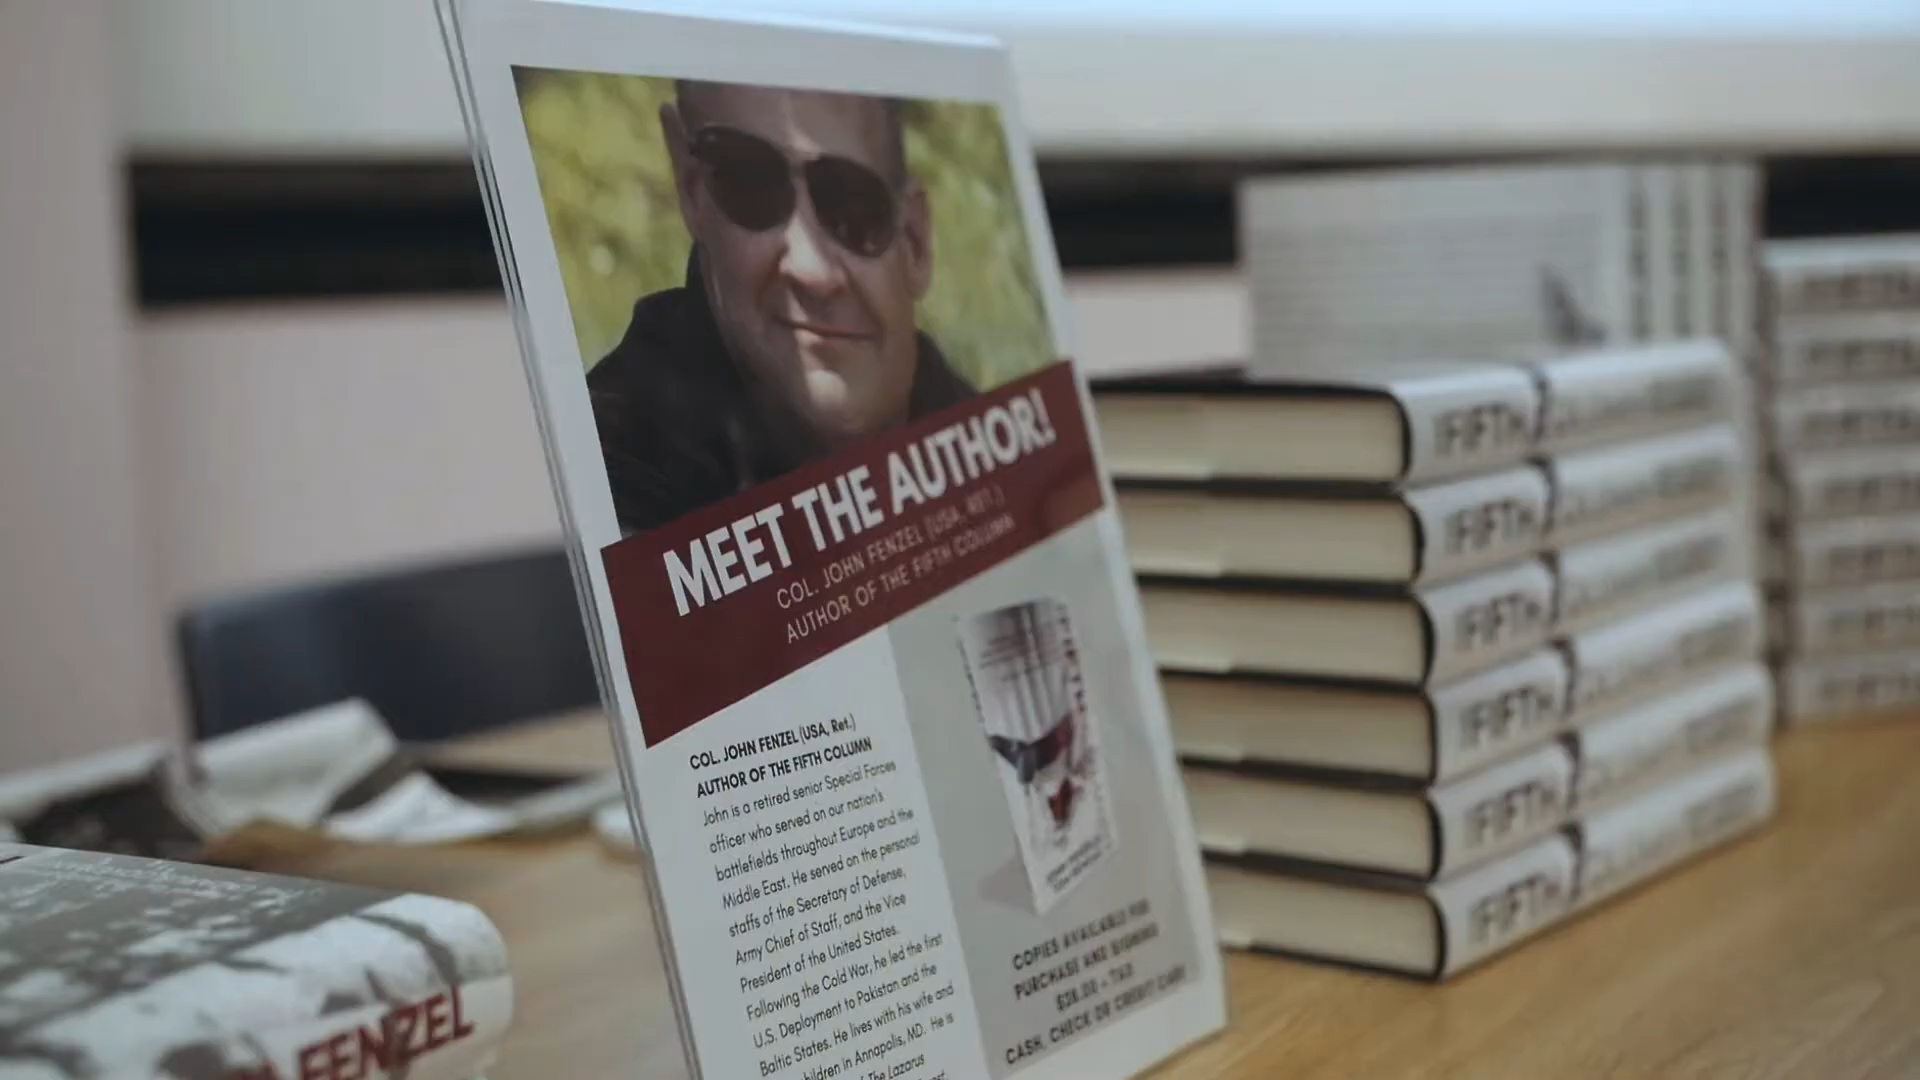 MEET THE AUTHOR!
COL. JOHN FENZEL (USA, RET.)
AUTHOR OF THE FIFTH COLUMN
COL. JOHN FENZEL (USA, Ret.)
AUTHOR OF THE FIFTH COLUMN
John is a retired senior Special Forces
officer who served on our nation's
battlefields throughout Europe and the
Middle East. He served on the personal
staffs of the Secretary of Defense,
Army Chief of Staff, and the Vice
President of the United States.
Following the Cold War, he led the first
U.S. Deployment to Pakistan and the
Baltic States. He lives with his wife and
children in Annapolis, MD. He is
The Lazarus
COPIES AVAILABLE FOR
PURCHASE AND SIGNING
+ TAX
CASH, CHECK OR CREDIT CARD
FIFTH
FIFTH
FIFTH
FIFTH
FIFTH
FIFTH
FENZEL